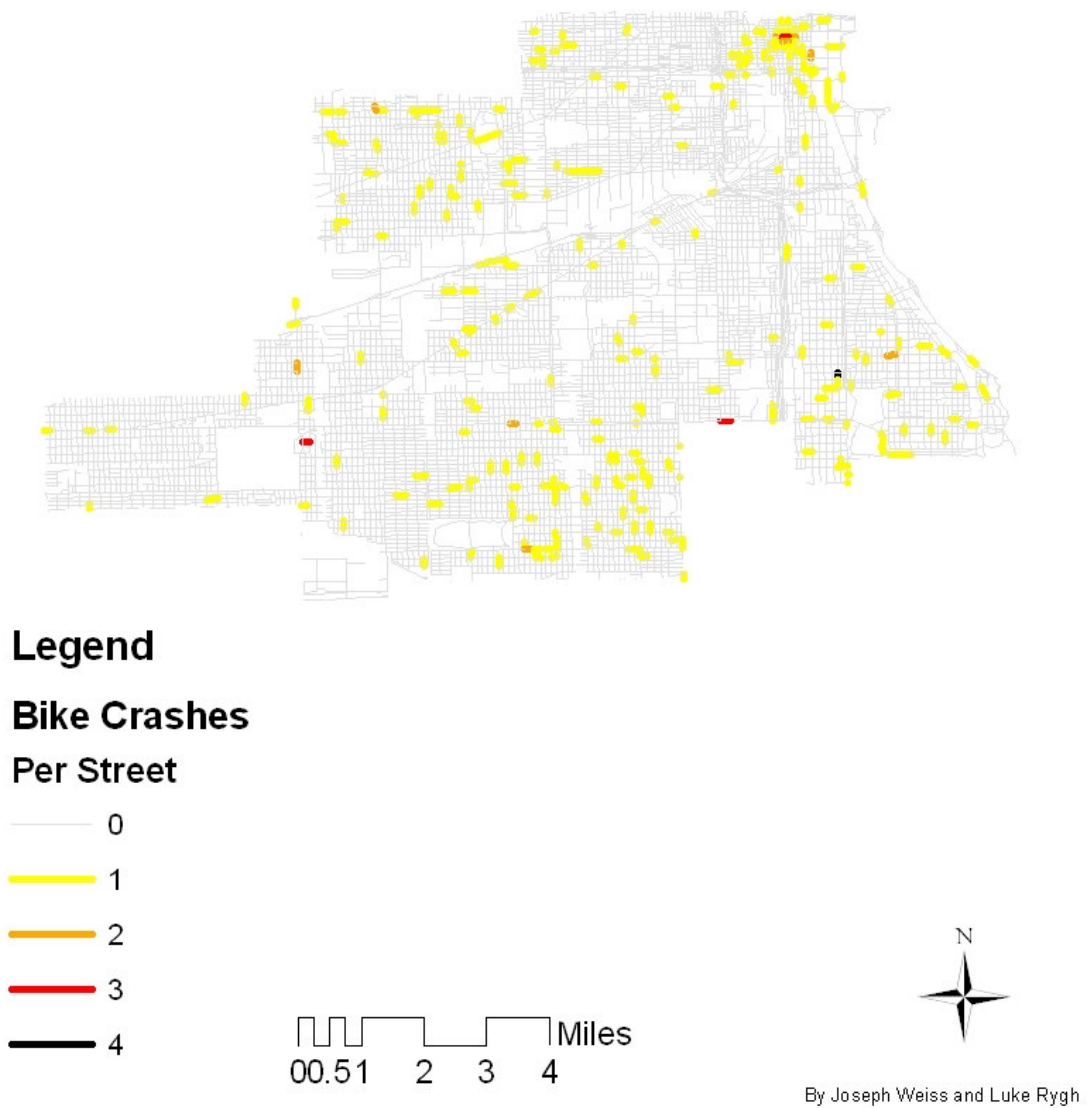 Legend
Bike Crashes
Per Street
0
1
2
3
4
N
Miles
00.51 2 3 4
By Joseph Weiss and Luke Rygh